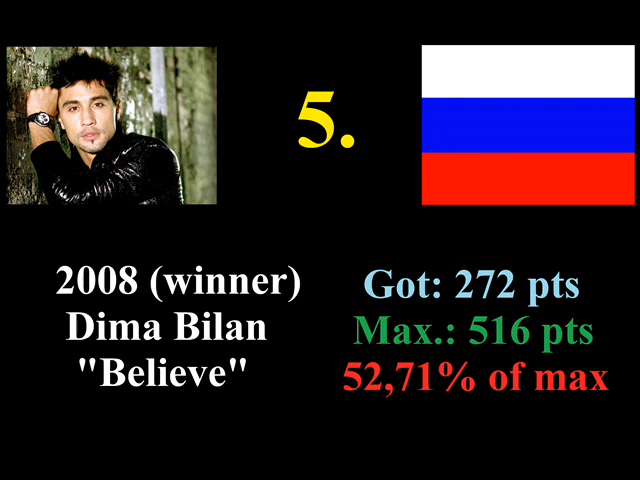 5.
2008 (winner)
Dima Bilan
"Believe"
Got: 272 pts
Max.: 516 pts
52,71% of max